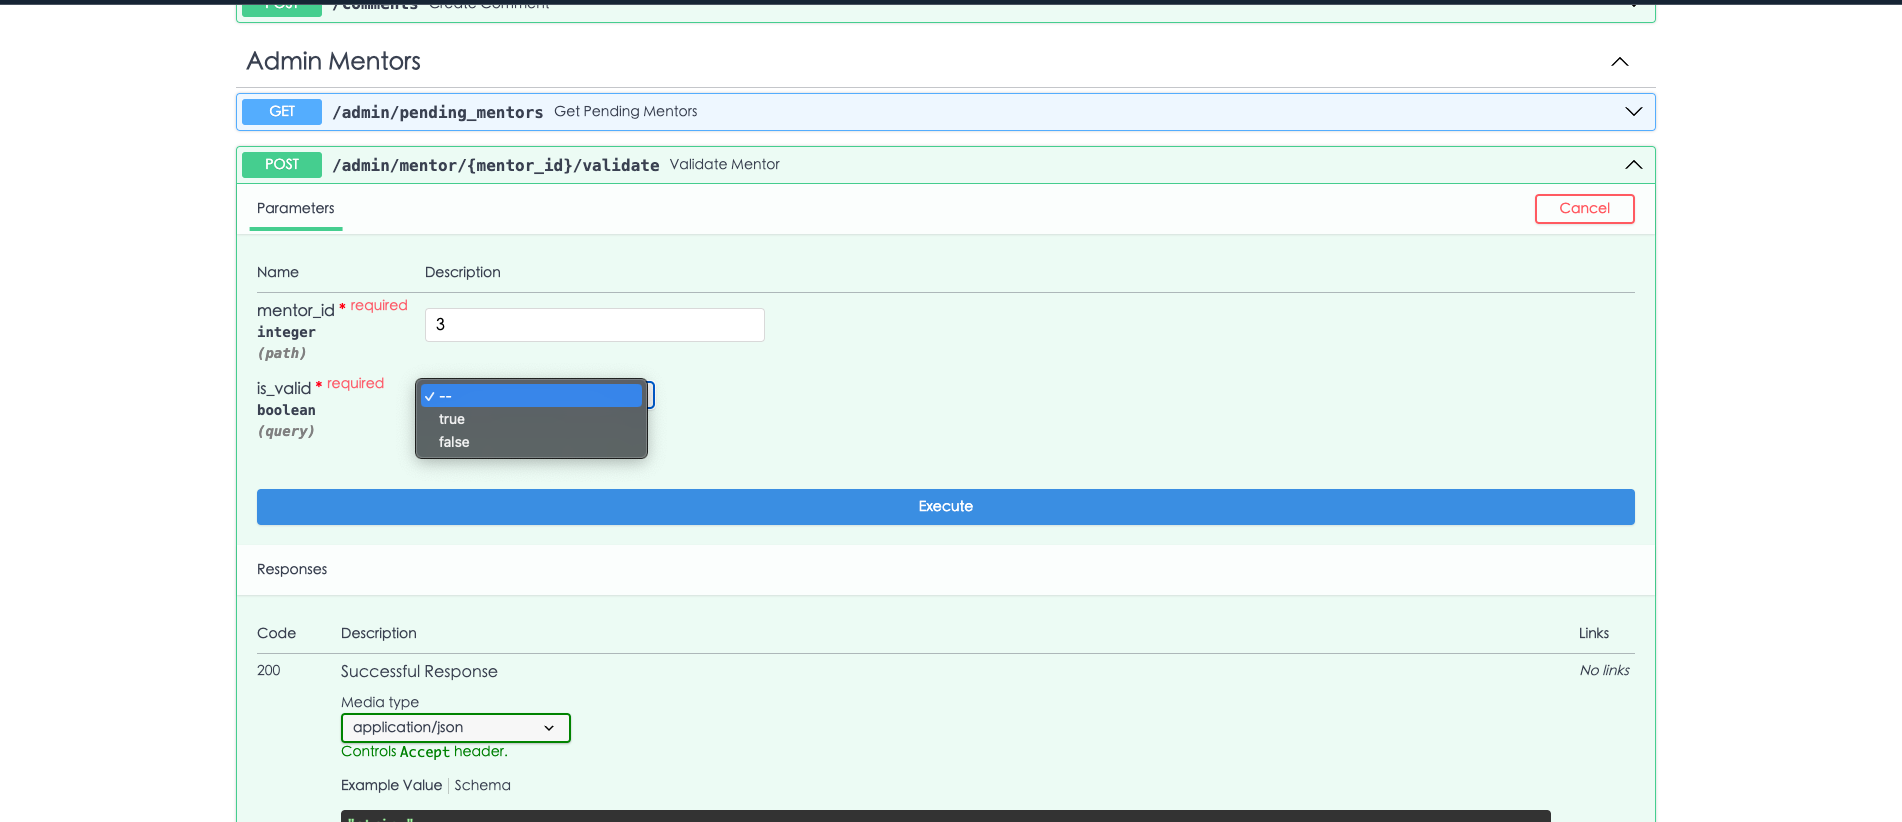 POST /comments Create Comment
Admin Mentors
GET /admin/pending_mentors Get Pending Mentors
POST /admin/mentor/{mentor_id}/validate Validate Mentor
Parameters
Cancel
Name Description
mentor_id * required
integer
(path)
3
is_valid * required
boolean
(query)
✓ --
true
false
Execute
Responses
Code Description Links
200 Successful Response No links
Media type
application/json
Controls Accept header.
Example Value | Schema
"string"